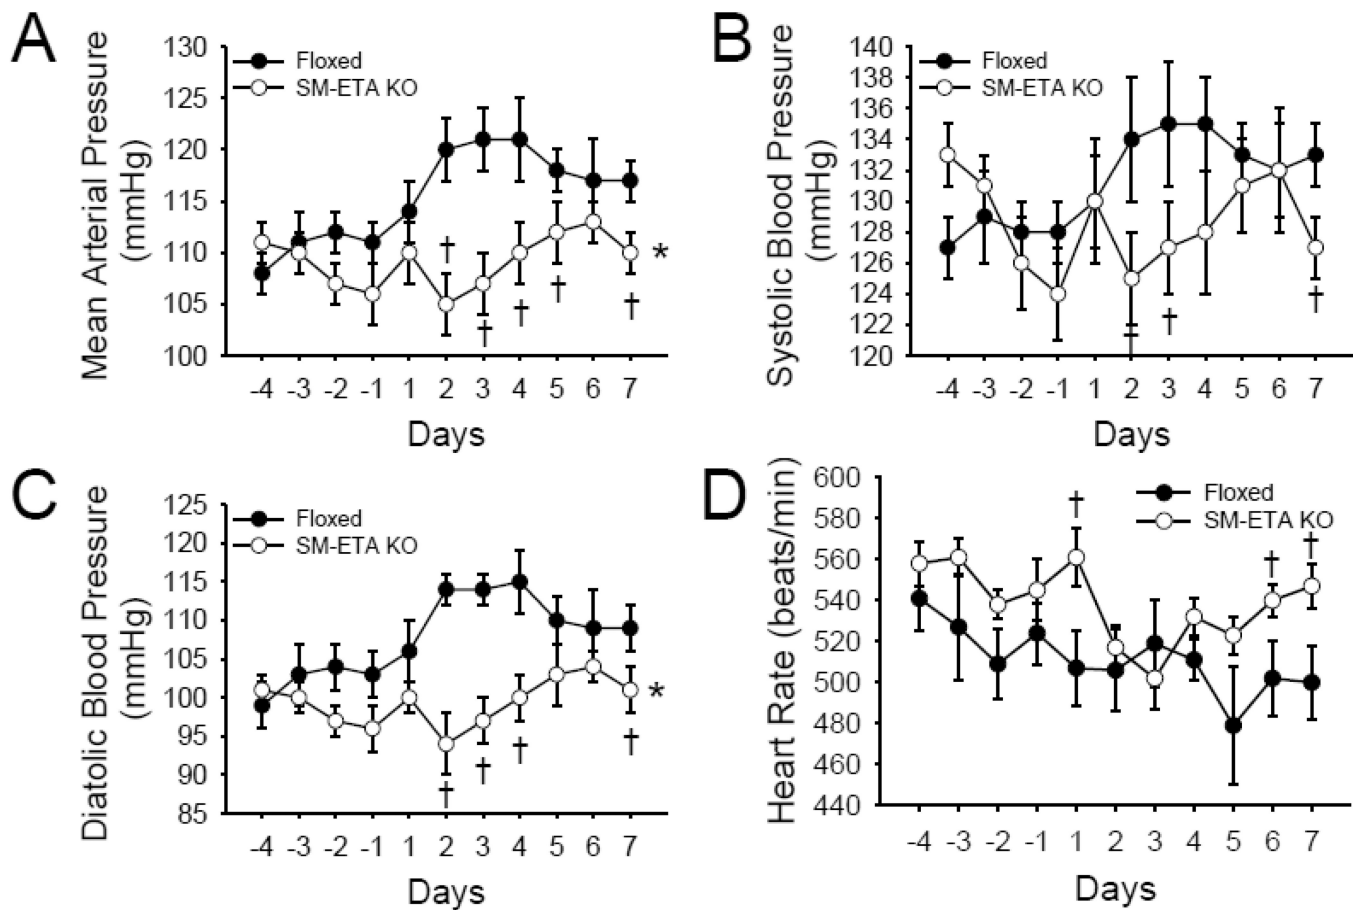 A
Mean Arterial Pressure
(mmHg)
130
125
120
115
110
105
100
Floxed
SM-ETA KO
†
†
†
†
†
*
-4 -3 -2 -1 1 2 3 4 5 6 7
Days
B
Systolic Blood Pressure
(mmHg)
140
138
136
134
132
130
128
126
124
122
120
Floxed
SM-ETA KO
†
†
†
-4 -3 -2 -1 1 2 3 4 5 6 7
Days
C
Diatolic Blood Pressure
(mmHg)
125
120
115
110
105
100
95
90
85
Floxed
SM-ETA KO
†
†
†
†
*
-4 -3 -2 -1 1 2 3 4 5 6 7
Days
D
Heart Rate (beats/min)
600
580
560
540
520
500
480
460
440
Floxed
SM-ETA KO
†
†
†
-4 -3 -2 -1 1 2 3 4 5 6 7
Days